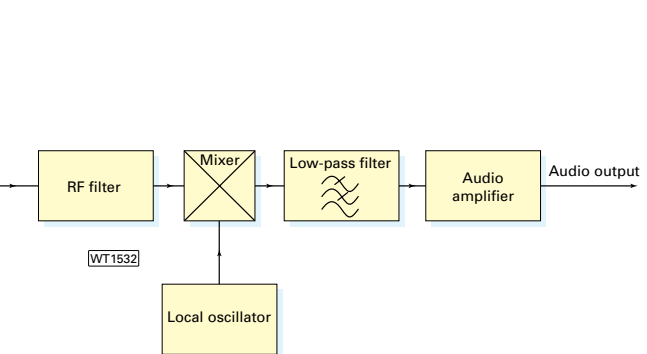 RF filter
Mixer
Low-pass filter
Audio
amplifier
Audio output
WT1532
Local oscillator